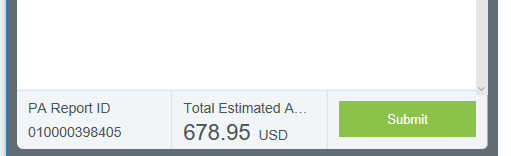 PA Report ID
010000398405
Total Estimated A...
678.95 USD
Submit